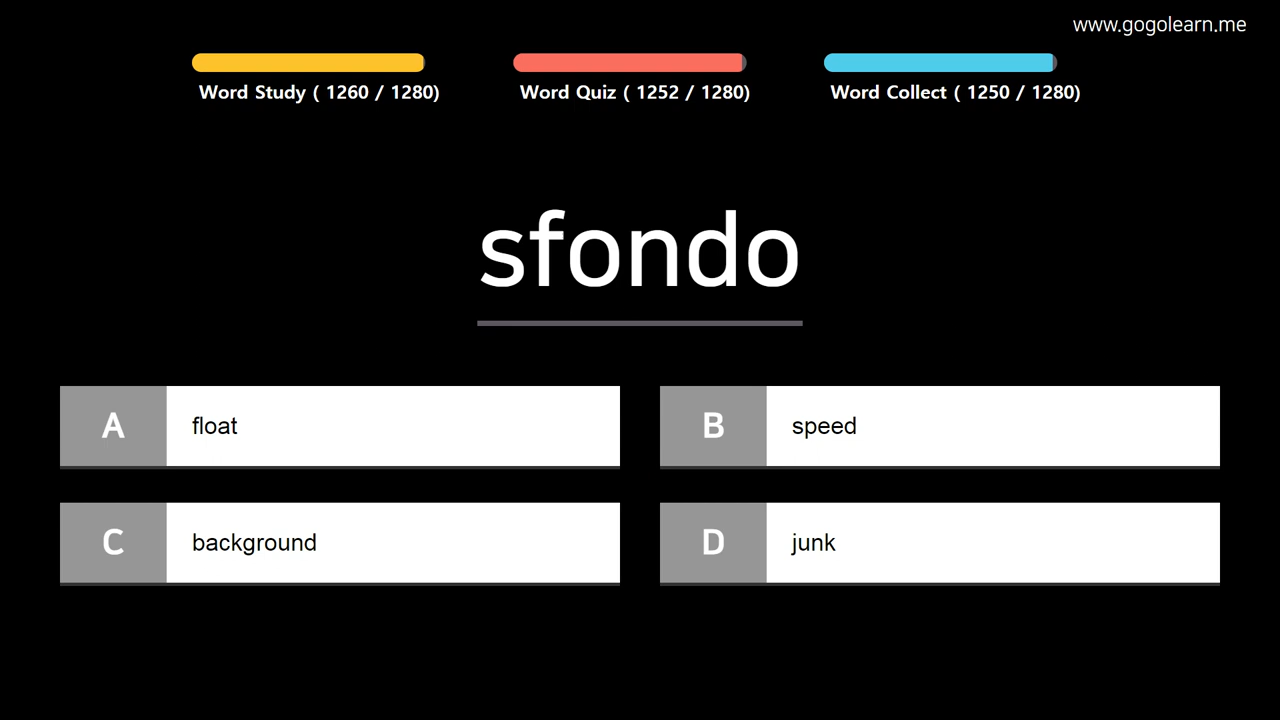 www.gogolearn.me
Word Study ( 1260 / 1280)
Word Quiz ( 1252 / 1280)
Word Collect ( 1250 / 1280)
sfondo
A float
B speed
C background
D junk